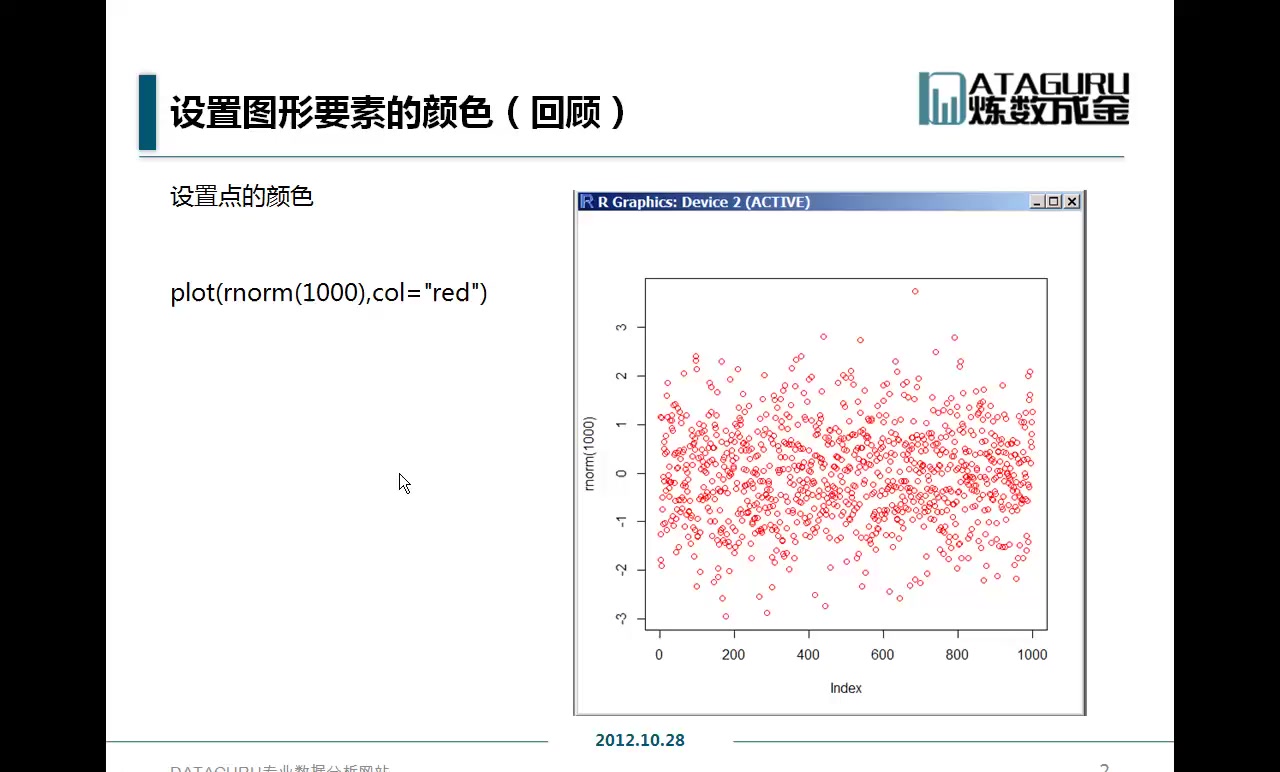 设置图形要素的颜色（回顾）
ATAGURU
炼数成金
设置点的颜色
plot(rnorm(1000),col="red")
R Graphics: Device 2 (ACTIVE)
rnorm(1000)
3
2
1
0
-1
-2
-3
0 200 400 600 800 1000
Index
2012.10.28
DATAGURU专业数据分析网站
2